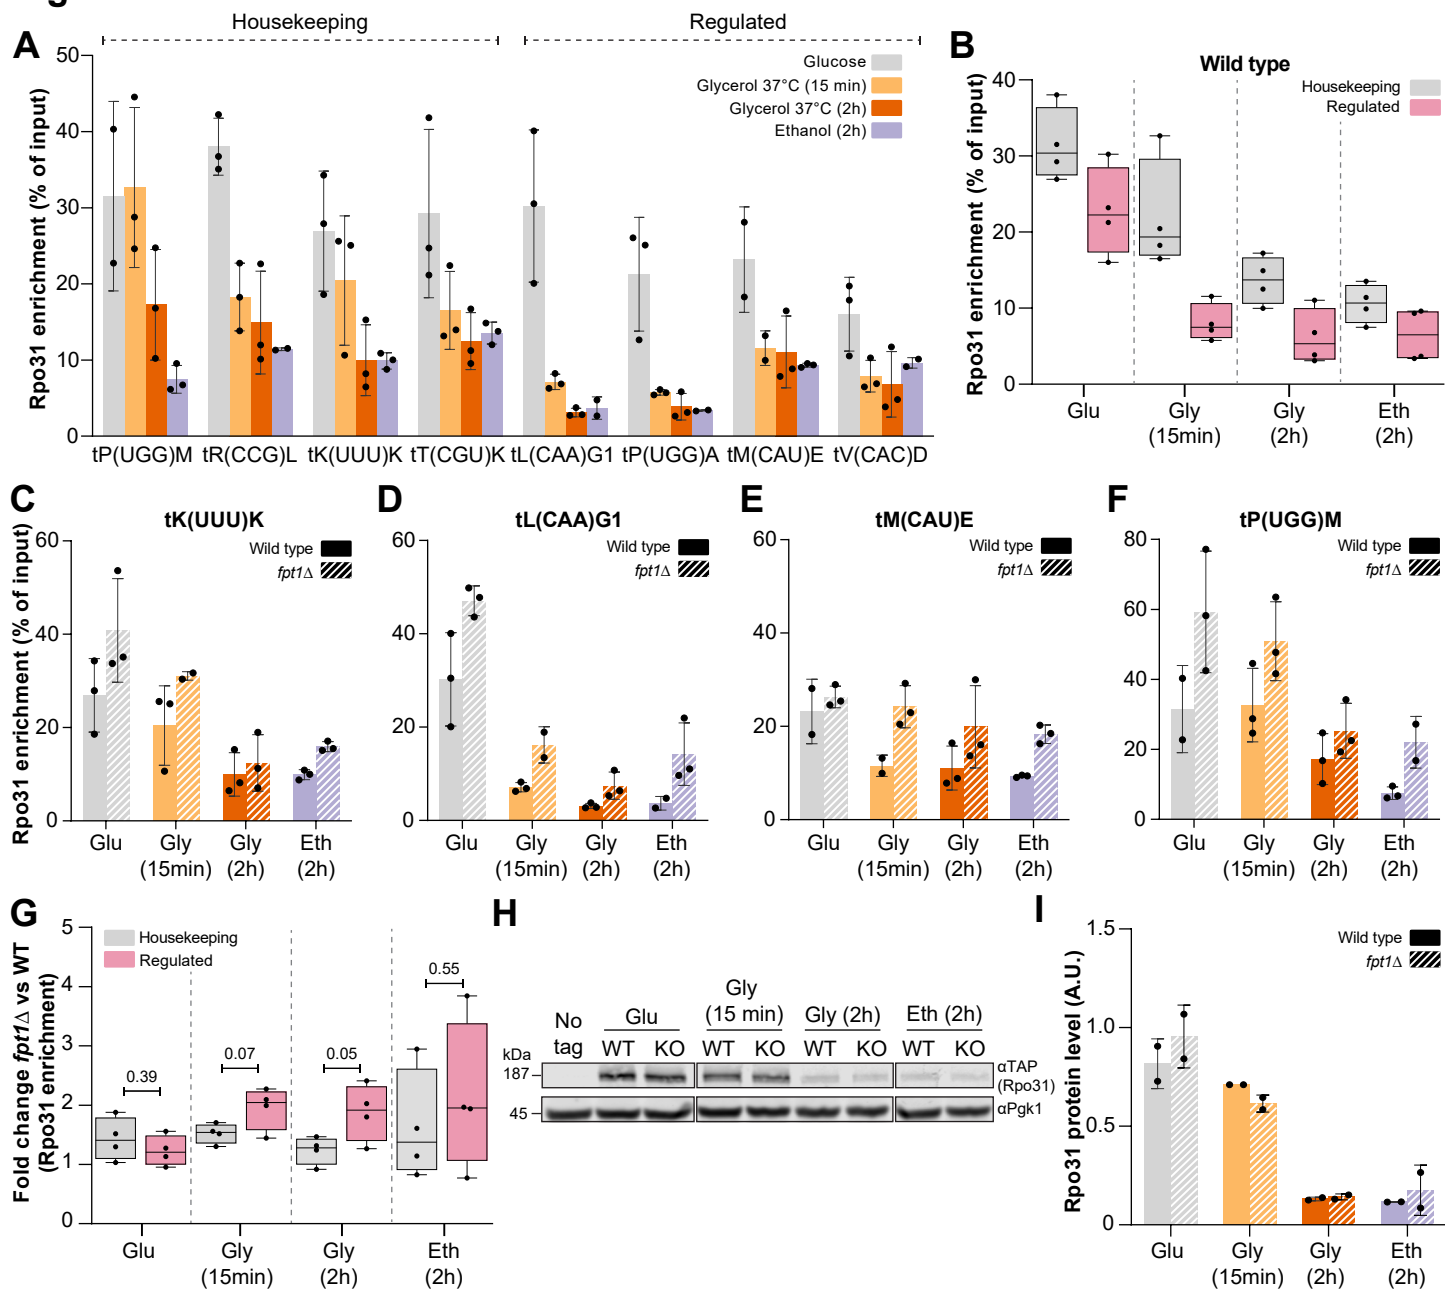 Housekeeping
Regulated
A
50
40
30
20
10
0
Rpo31 enrichment (% of input)
Glucose
Glycerol 37°C (15 min)
Glycerol 37°C (2h)
Ethanol (2h)
tP(UGG)M tR(CCG)L tK(UUU)K tT(CGU)K tL(CAA)G1 tP(UGG)A tM(CAU)E tV(CAC)D
B
Wild type
40
30
20
10
0
Rpo31 enrichment (% of input)
Housekeeping
Regulated
Glu Gly Gly Eth
(15min) (2h) (2h)
C
tK(UUU)K
60
40
20
0
Rpo31 enrichment (% of input)
Wild type
fpt1Δ
Glu Gly Gly Eth
(15min) (2h) (2h)
D
tL(CAA)G1
60
40
20
0
Wild type
fpt1Δ
Glu Gly Gly Eth
(15min) (2h) (2h)
E
tM(CAU)E
60
40
20
0
Wild type
fpt1Δ
Glu Gly Gly Eth
(15min) (2h) (2h)
F
tP(UGG)M
80
60
40
20
0
Wild type
fpt1Δ
Glu Gly Gly Eth
(15min) (2h) (2h)
G
5
4
3
2
1
0
Fold change fpt1Δ vs WT
(Rpo31 enrichment)
Housekeeping
Regulated
0.39
0.07
0.05
0.55
Glu Gly Gly Eth
(15min) (2h) (2h)
H
No
tag
Glu
Gly
(15 min)
Gly (2h)
Eth (2h)
WT KO WT KO WT KO WT KO
kDa
187
αTAP
(Rpo31)
45
αPgk1
I
1.5
1.0
0.5
0
Rpo31 protein level (A.U.)
Wild type
fpt1Δ
Glu Gly Gly Eth
(15min) (2h) (2h)